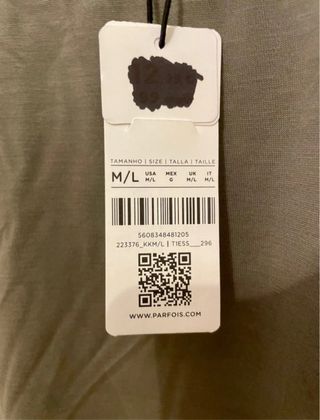 TAMANHO | SIZE | TALLA | TAILLE
M/L USA M/L MEX G UK M/L IT M/L
5608348481205
223376_KKM/L | TIESS___296
WWW.PARFOIS.COM